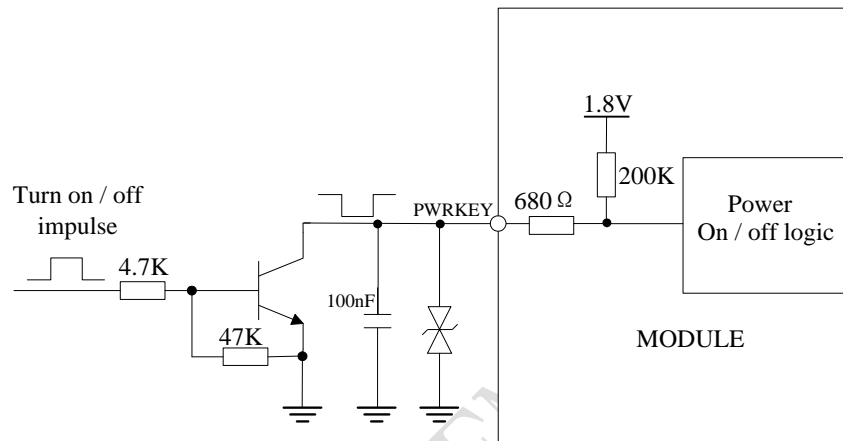 1.8V
200K
Turn on / off
impulse
PWRKEY
680 Ω
Power
On / off logic
4.7K
100nF
47K
MODULE